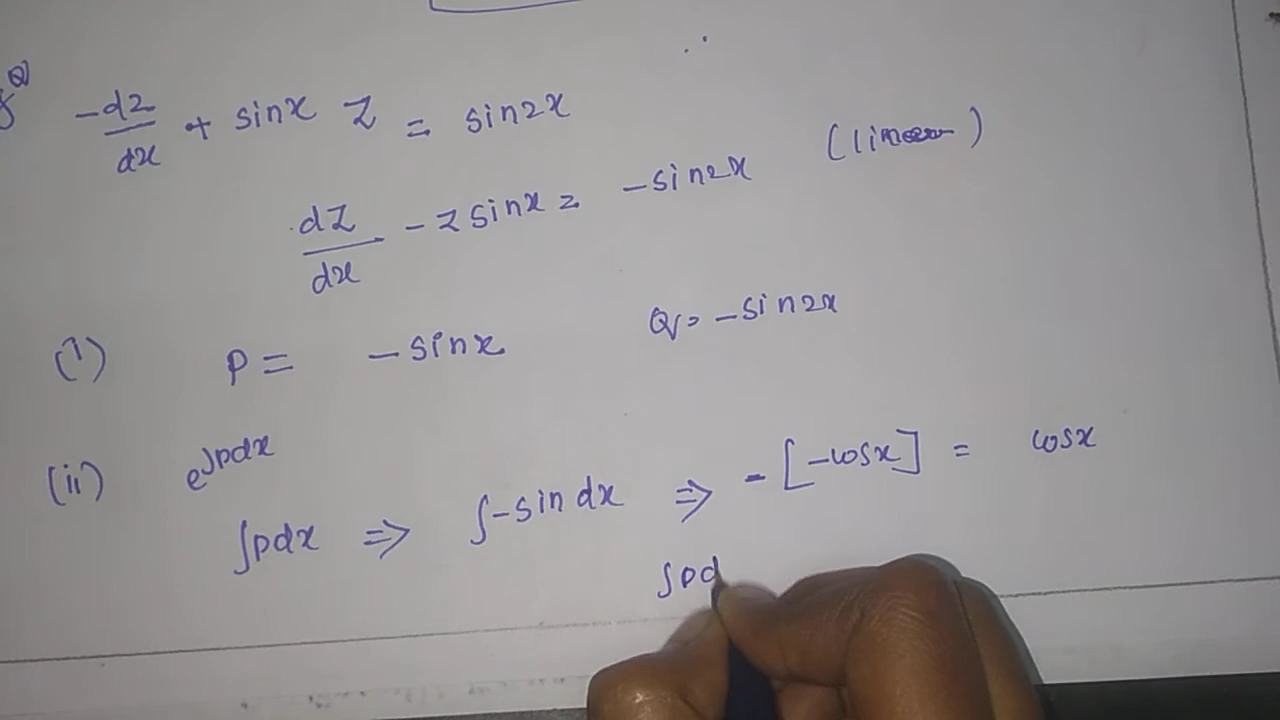 Q
-dz/dx + sinx Z = sin2x
dZ/dx - z sinx = -sin2x (linear)
(i) P = -sinx Q = -sin2x
(ii) e^∫pdx
∫pdx ⇒ ∫-sin dx ⇒ -[-cosx] = cosx
∫pd